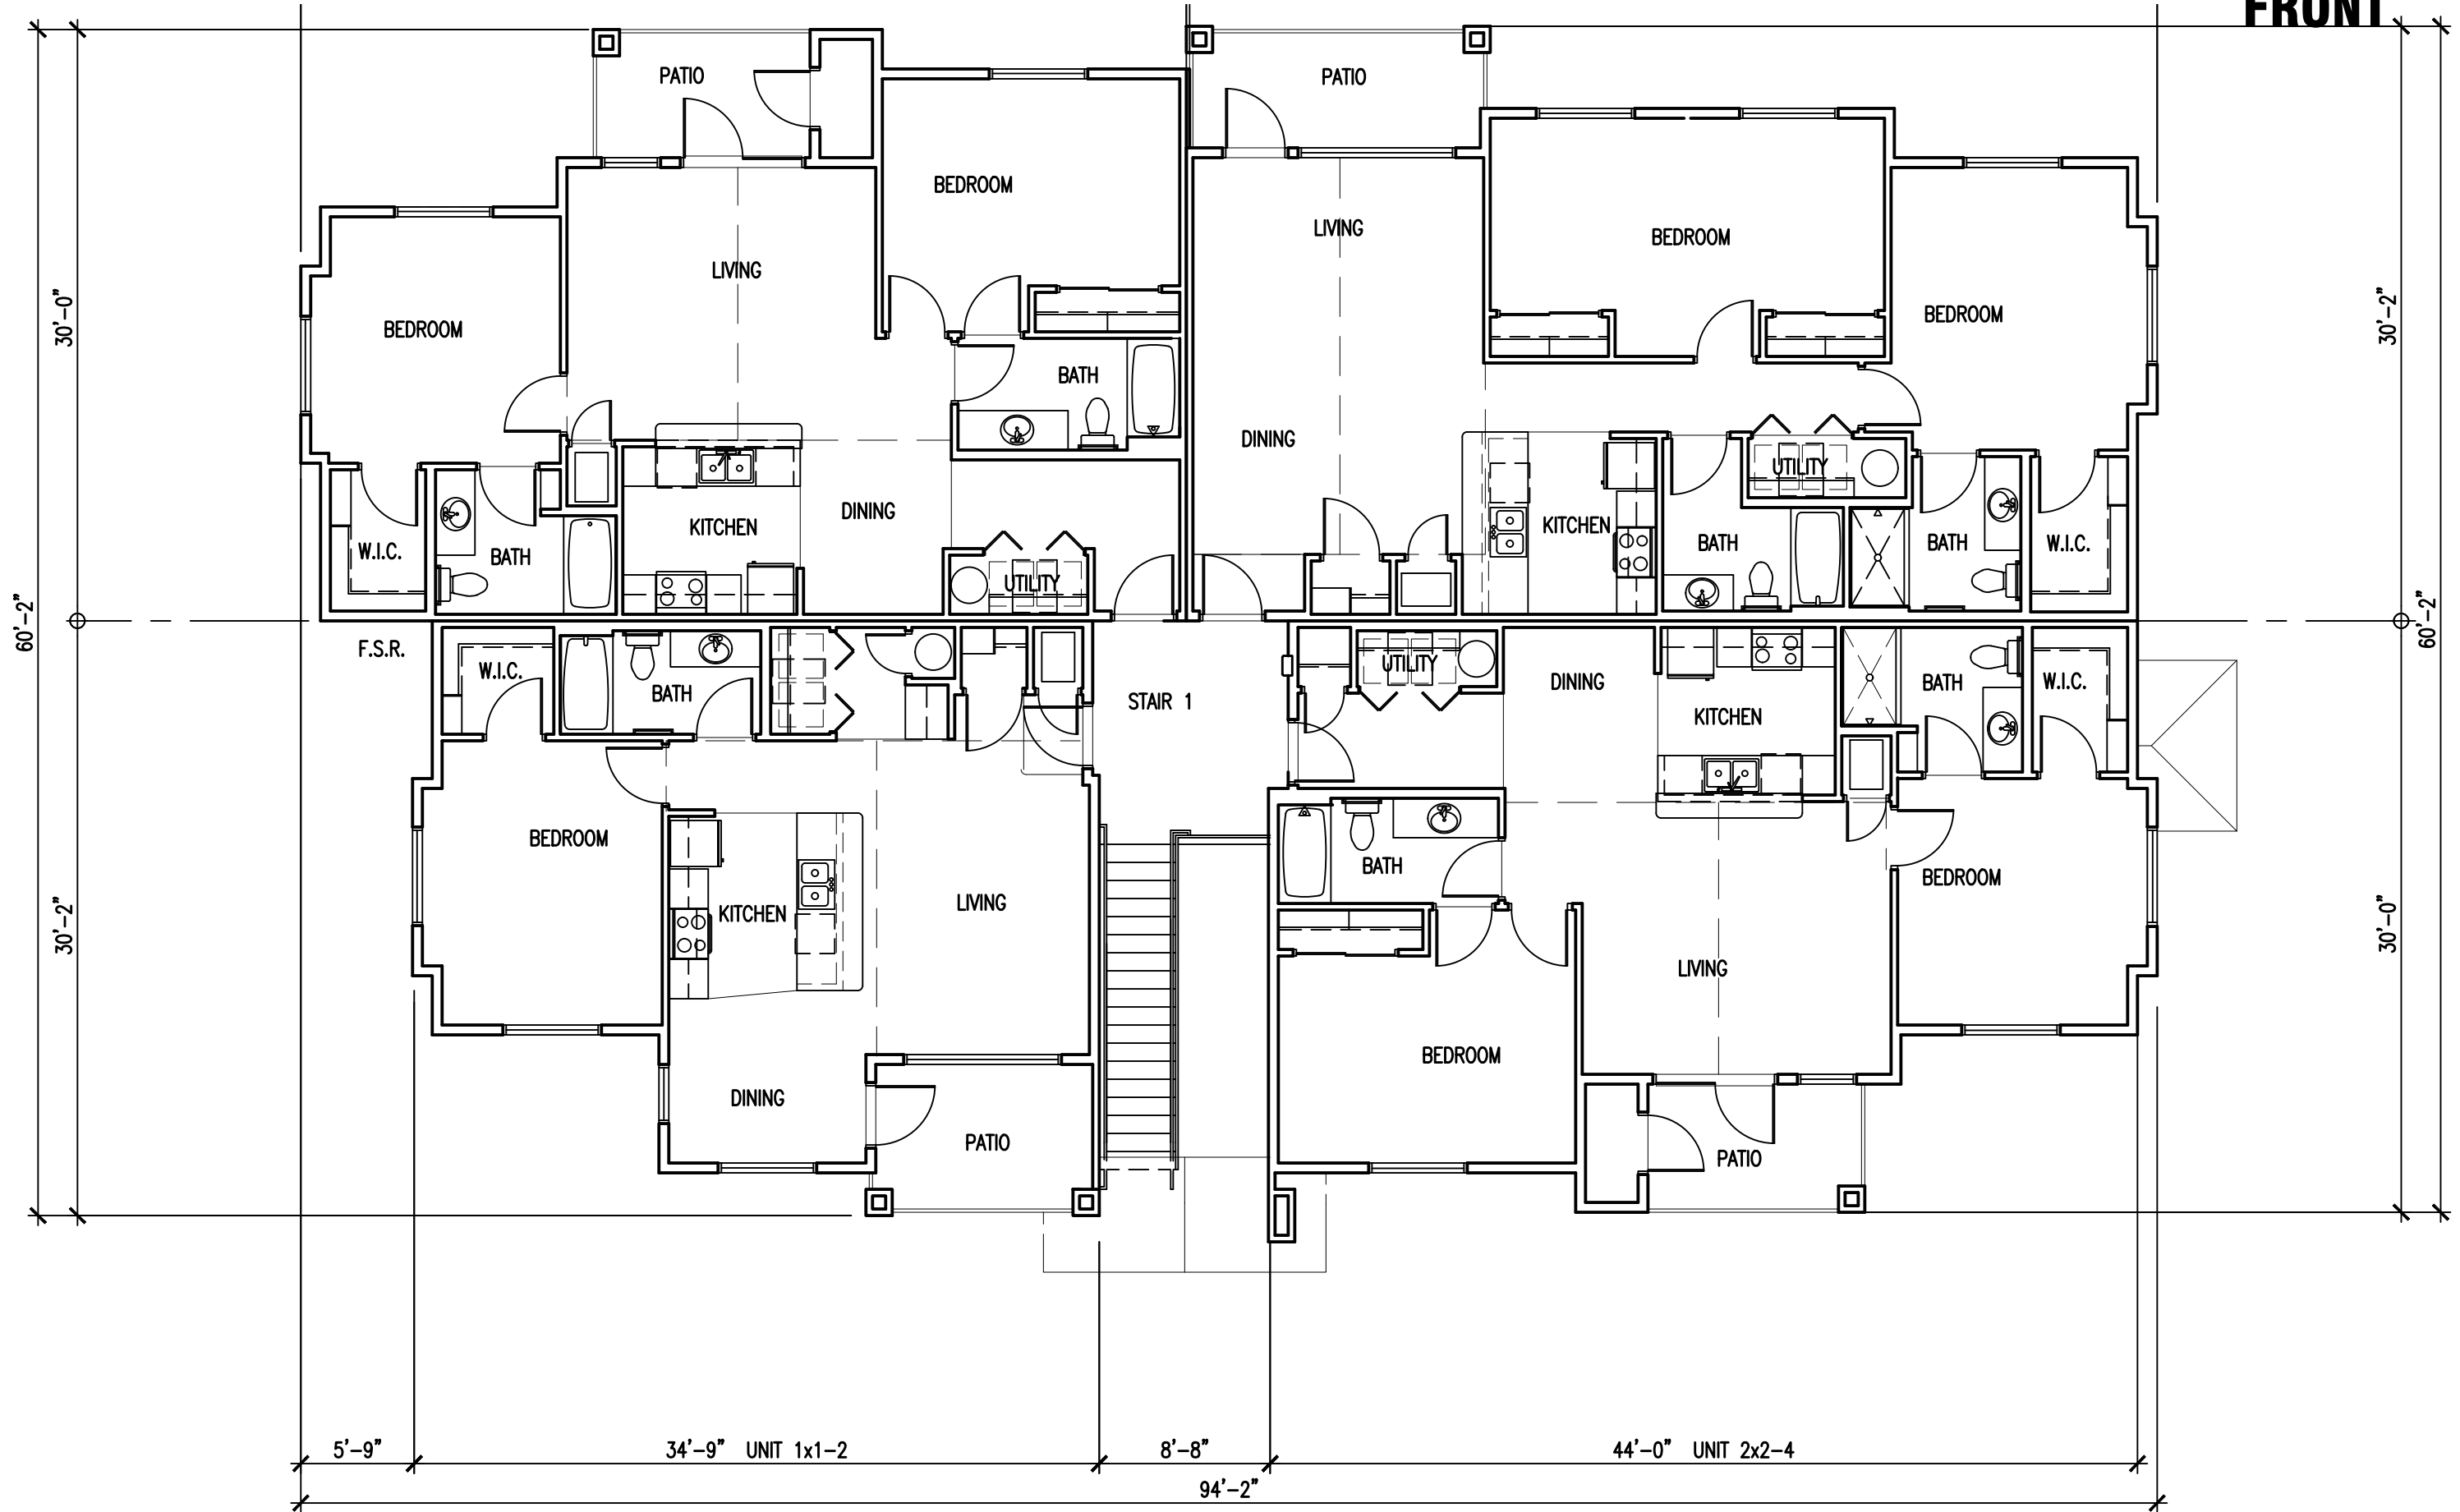 FRONT
PATIO
PATIO
BEDROOM
LIVING
BEDROOM
LIVING
BEDROOM
BEDROOM
30'-0"
30'-2"
BATH
DINING
UTILITY
DINING
KITCHEN
KITCHEN
W.I.C.
BATH
BATH
BATH
W.I.C.
UTILITY
60'-2"
60'-2"
F.S.R.
W.I.C.
BATH
STAIR 1
UTILITY
DINING
BATH
W.I.C.
KITCHEN
BEDROOM
BATH
BEDROOM
KITCHEN
LIVING
30'-2"
30'-0"
LIVING
BEDROOM
DINING
PATIO
PATIO
5'-9"
34'-9" UNIT 1x1-2
8'-8"
44'-0" UNIT 2x2-4
94'-2"